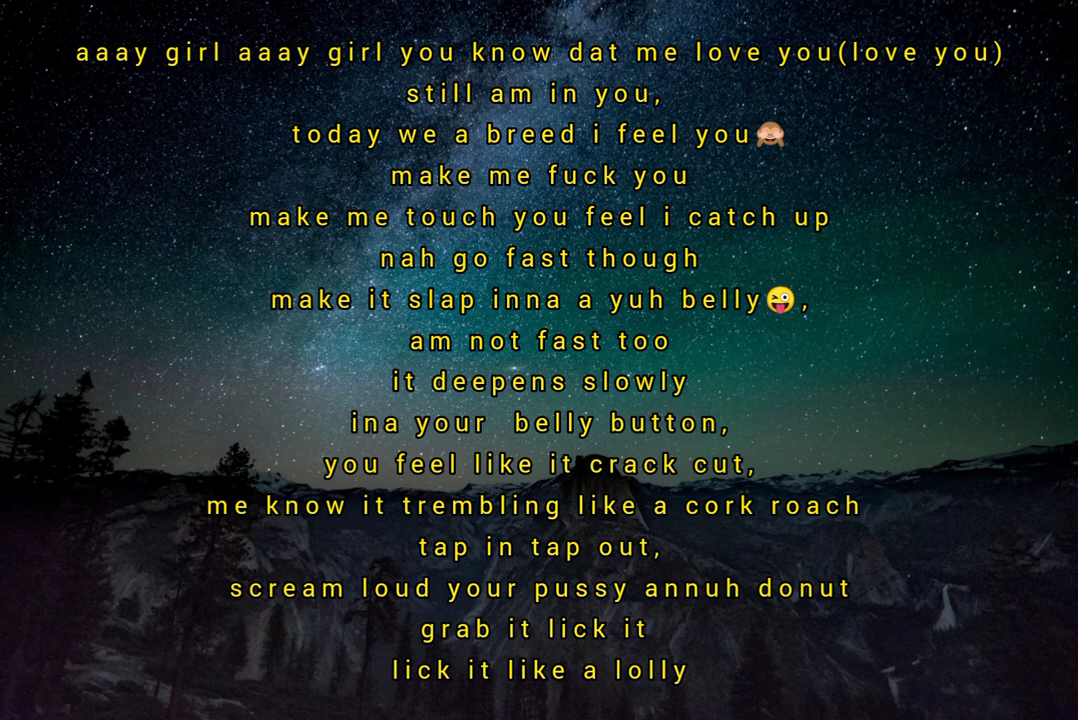 aaay girl aaay girl you know dat me love you(love you)
still am in you,
today we a breed i feel you🙈
make me fuck you
make me touch you feel i catch up
nah go fast though
make it slap inna a yuh belly😜,
am not fast too
it deepens slowly
ina your  belly button,
you feel like it crack cut,
me know it trembling like a cork roach
tap in tap out,
scream loud your pussy annuh donut
grab it lick it
lick it like a lolly